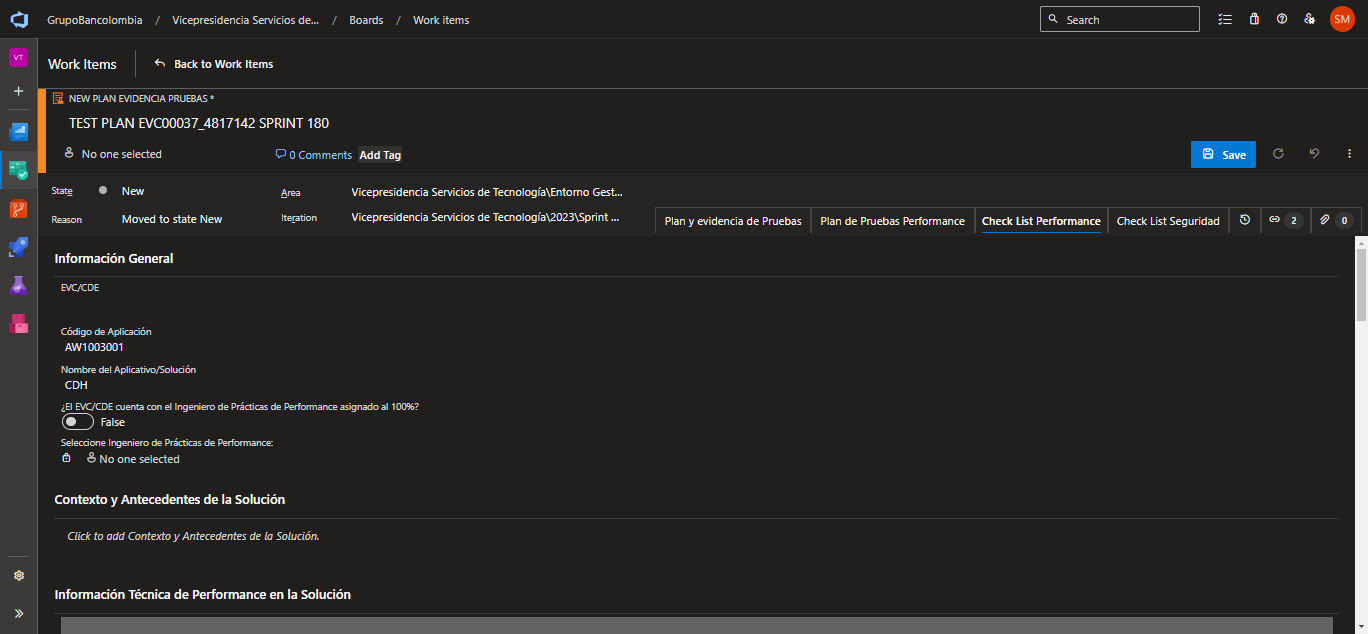 GrupoBancolombia / Vicepresidencia Servicios de... / Boards / Work items
Search
SM
VT
Work Items
Back to Work Items
NEW PLAN EVIDENCIA PRUEBAS *
TEST PLAN EVC00037_4817142 SPRINT 180
No one selected
0 Comments
Add Tag
Save
State
New
Area
Vicepresidencia Servicios de Tecnología\Entorno Gest...
Reason
Moved to state New
Iteration
Vicepresidencia Servicios de Tecnología\2023\Sprint ...
Plan y evidencia de Pruebas
Plan de Pruebas Performance
Check List Performance
Check List Seguridad
2
0
Información General
EVC/CDE
Código de Aplicación
AW1003001
Nombre del Aplicativo/Solución
CDH
¿El EVC/CDE cuenta con el Ingeniero de Prácticas de Performance asignado al 100%?
False
Seleccione Ingeniero de Prácticas de Performance:
No one selected
Contexto y Antecedentes de la Solución
Click to add Contexto y Antecedentes de la Solución.
Información Técnica de Performance en la Solución